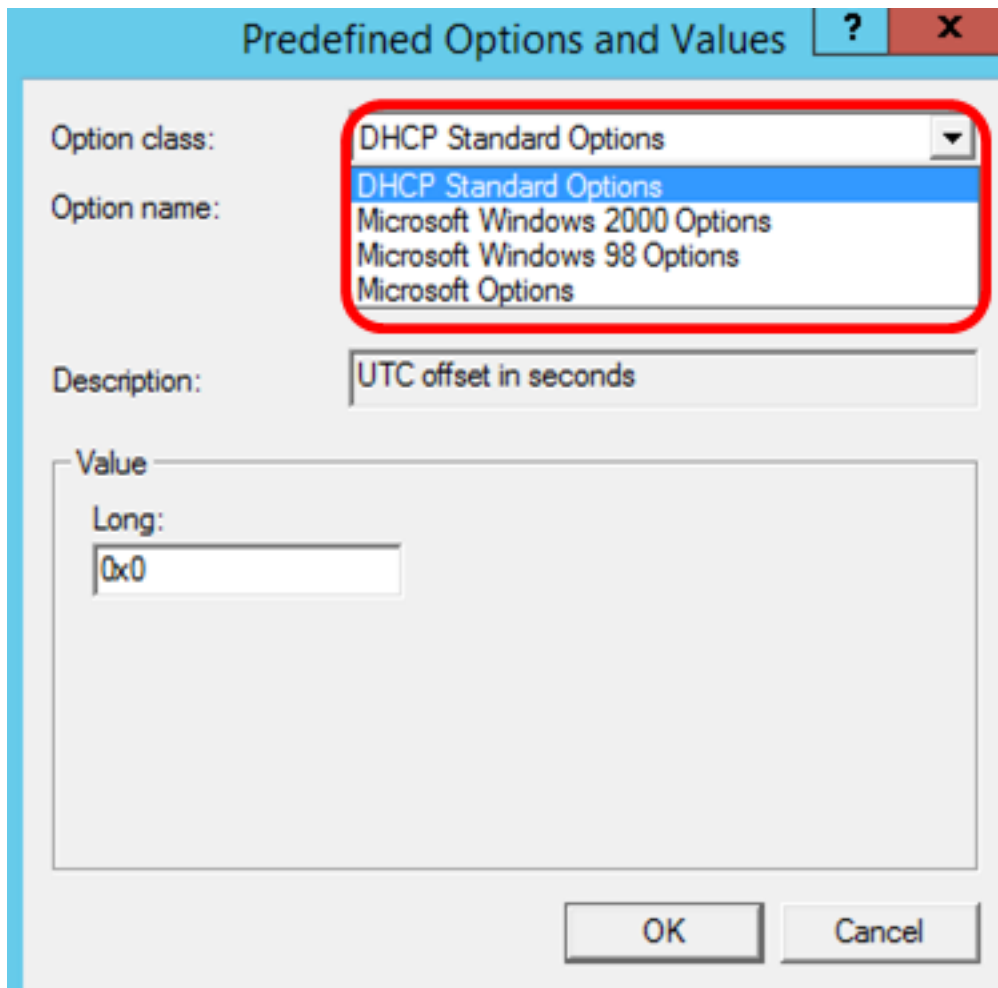 Predefined Options and Values ? x
Option class: DHCP Standard Options
DHCP Standard Options
Option name:
Microsoft Windows 2000 Options
Microsoft Windows 98 Options
Microsoft Options
Description: UTC offset in seconds
Value
Long:
0x0
OK Cancel